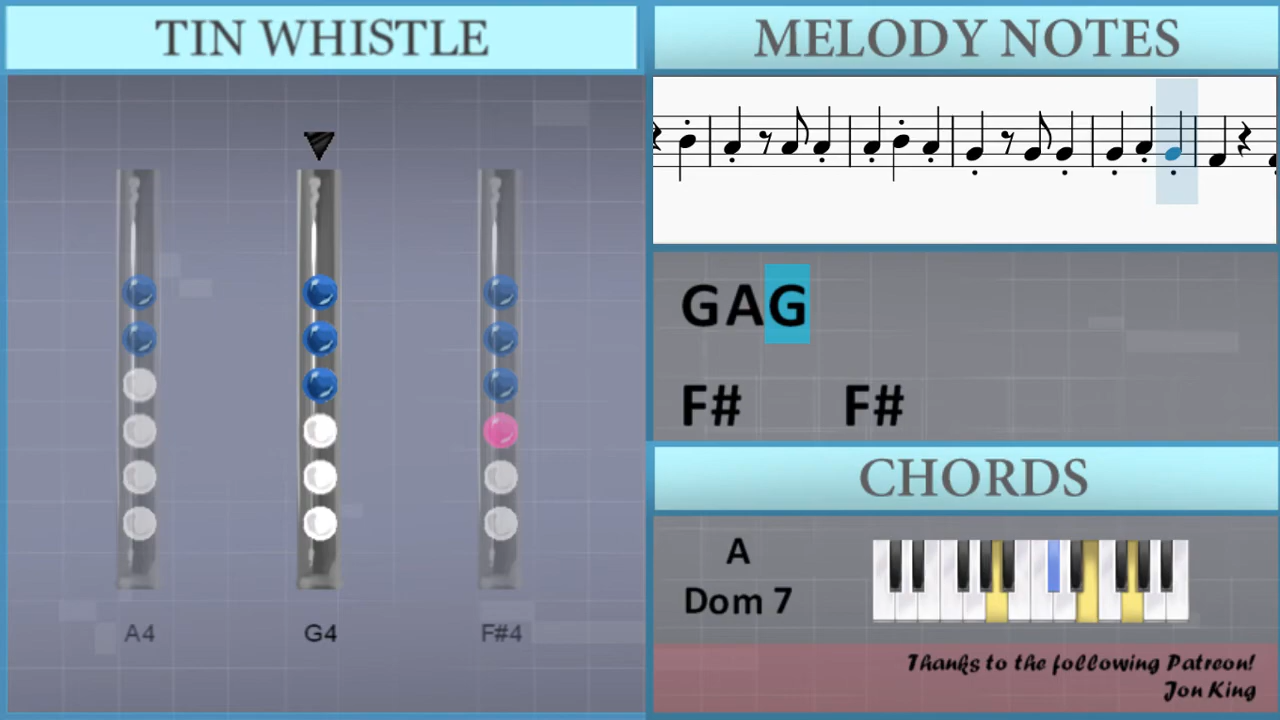 TIN WHISTLE
A4
G4
F#4
MELODY NOTES
GAG
F# F#
CHORDS
A
Dom 7
Thanks to the following Patreon!
Jon King